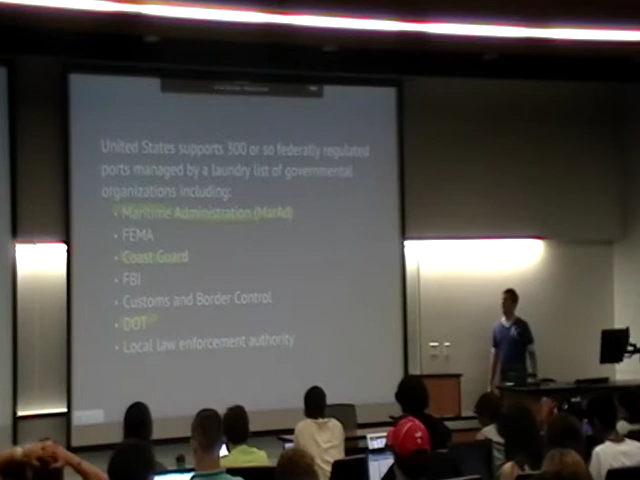 United States supports 300 or so federally regulated
ports managed by a laundry list of governmental
organizations including:
• Maritime Administration (MarAd)
• FEMA
• Coast Guard
• FBI
• Customs and Border Control
• DOT
• Local law enforcement authority